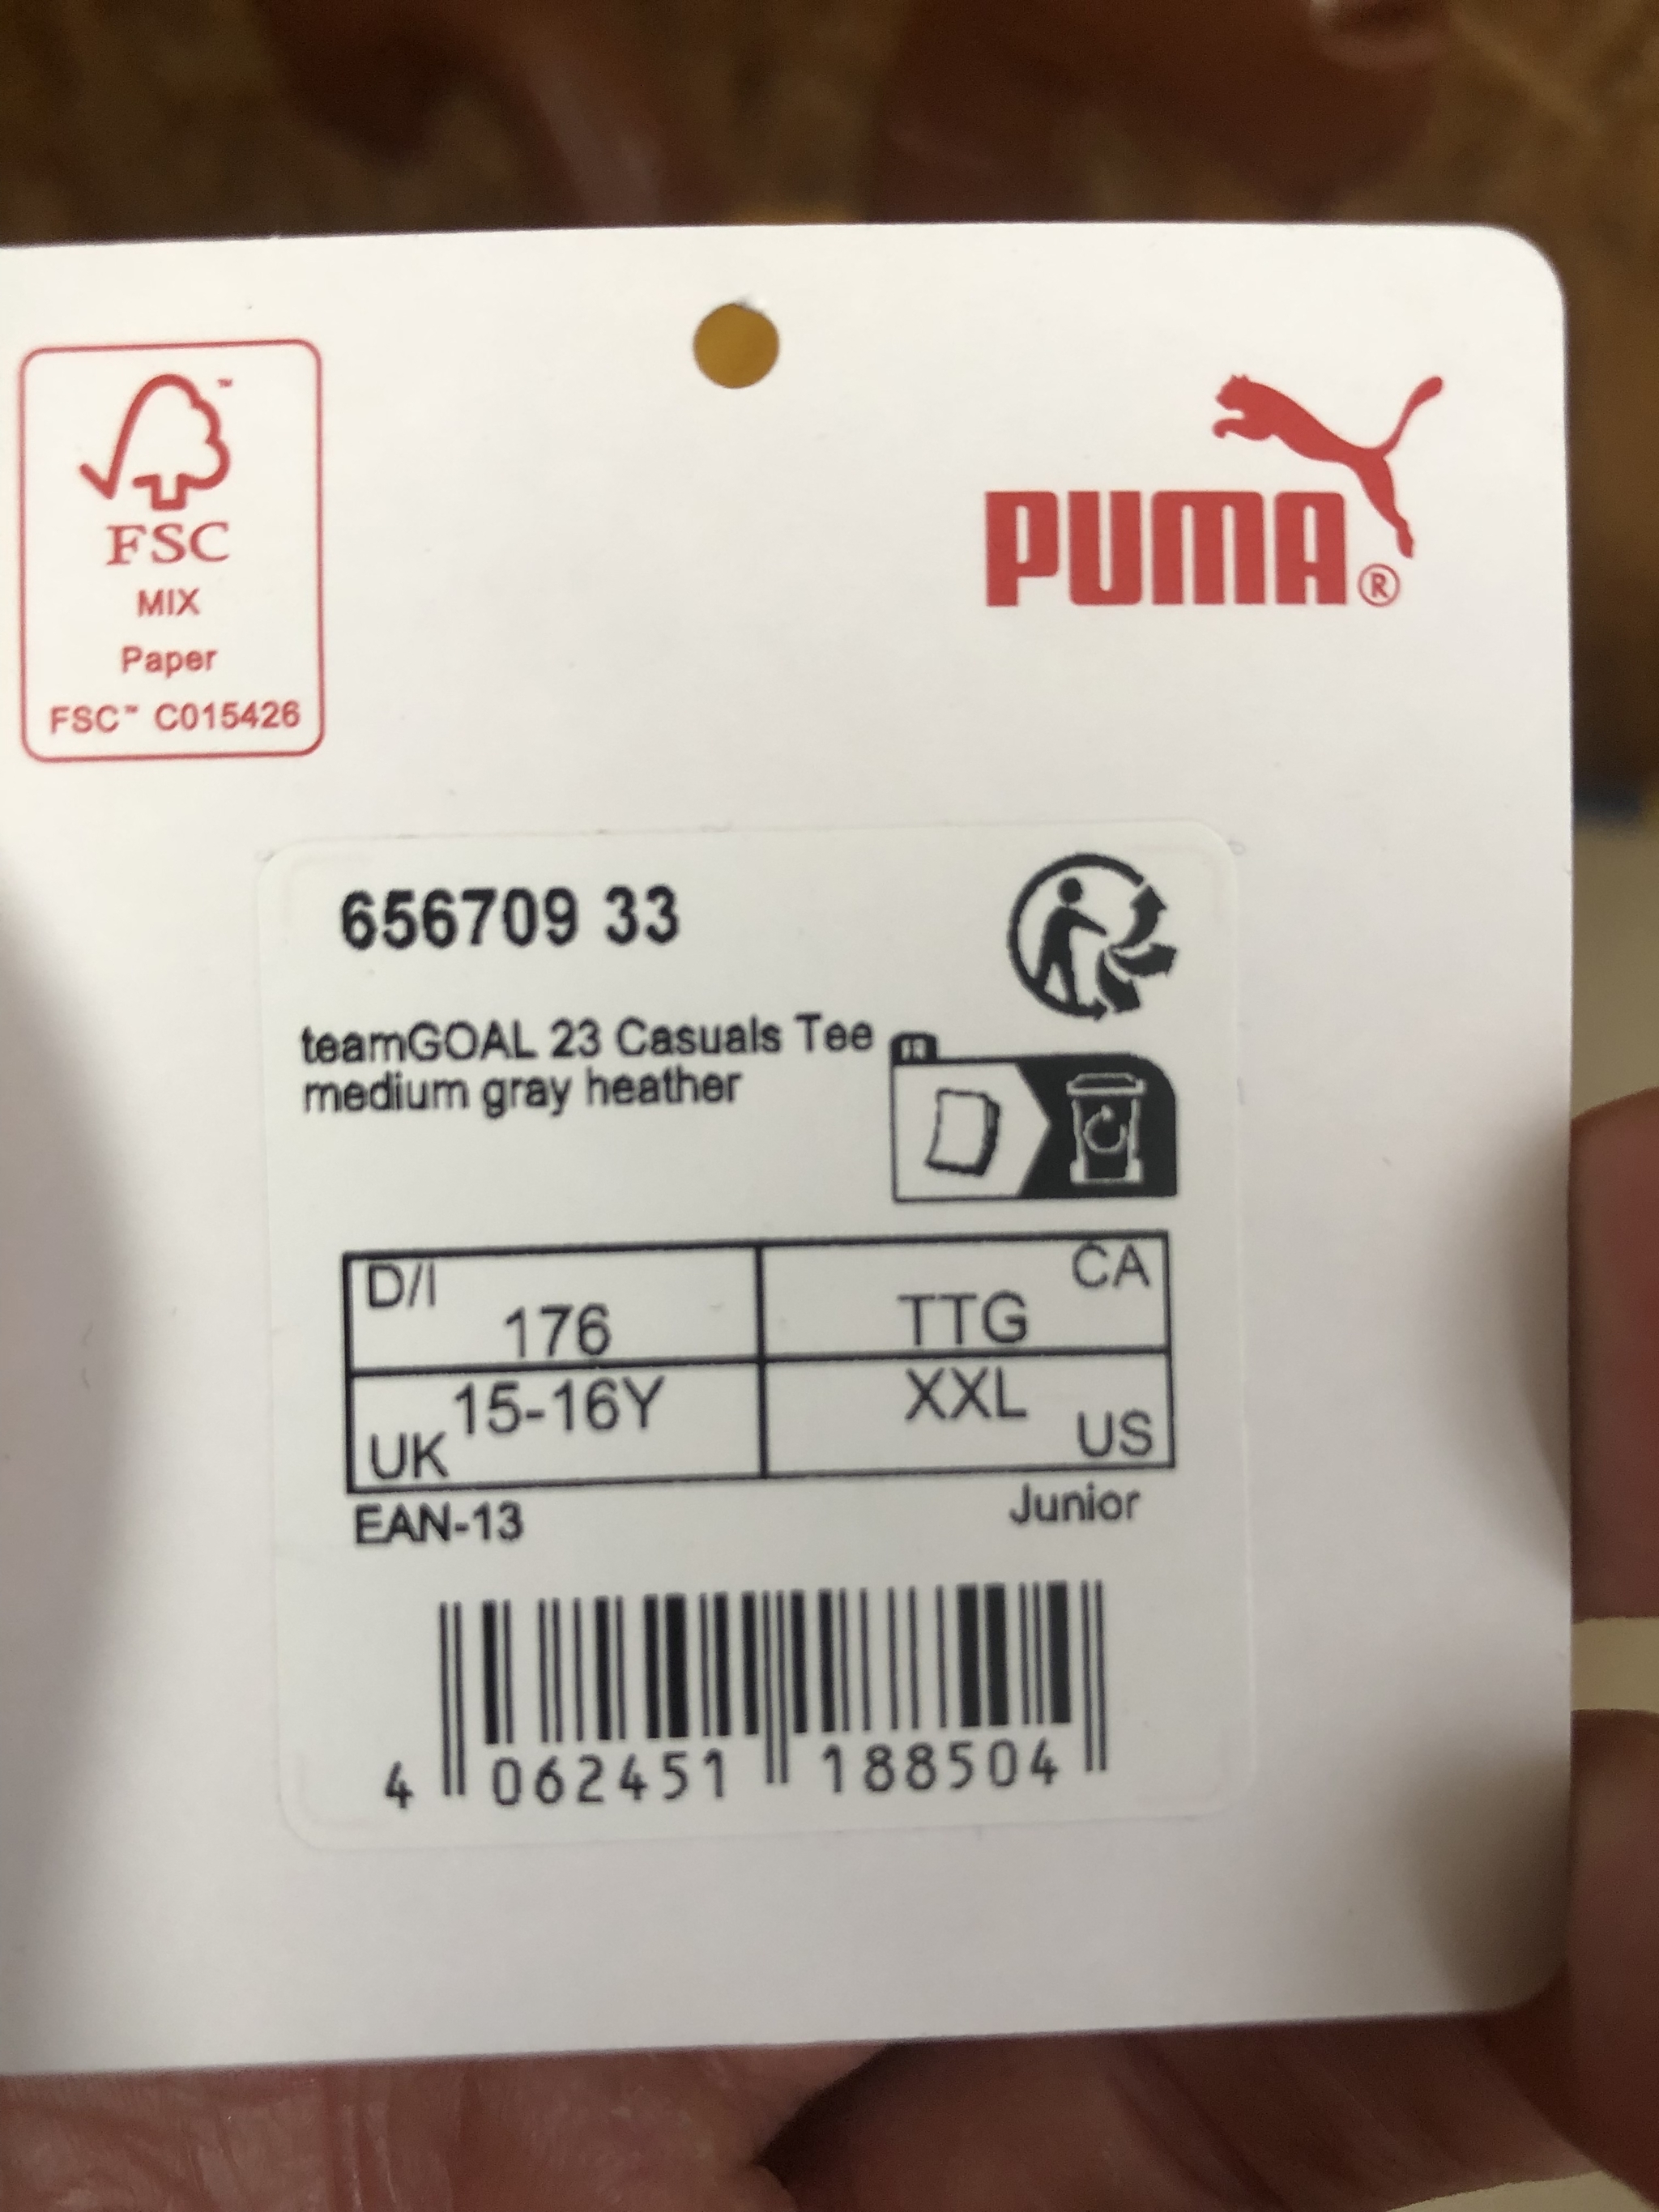 ™
FSC
MIX
Paper
FSC™ C015426
PUMA®
656709 33
teamGOAL 23 Casuals Tee
medium gray heather
D/I 176
TTG CA
UK 15-16Y
XXL US
EAN-13
Junior
4 062451 188504